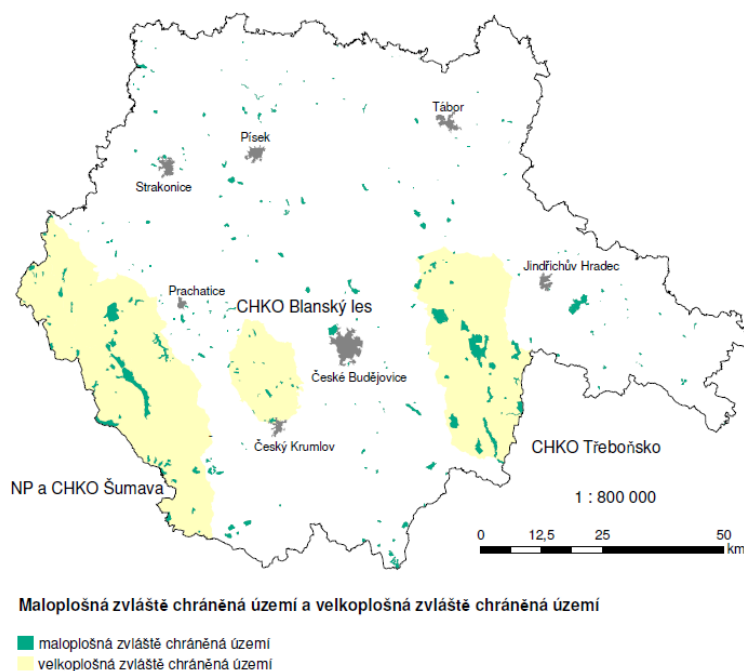 Tábor
Písek
Strakonice
Jindřichův Hradec
Prachatice
CHKO Blanský les
České Budějovice
Český Krumlov
CHKO Třeboňsko
NP a CHKO Šumava
1 : 800 000
0 12,5 25 50
km
Maloplošná zvláště chráněná území a velkoplošná zvláště chráněná území
maloplošná zvláště chráněná území
velkoplošná zvláště chráněná území